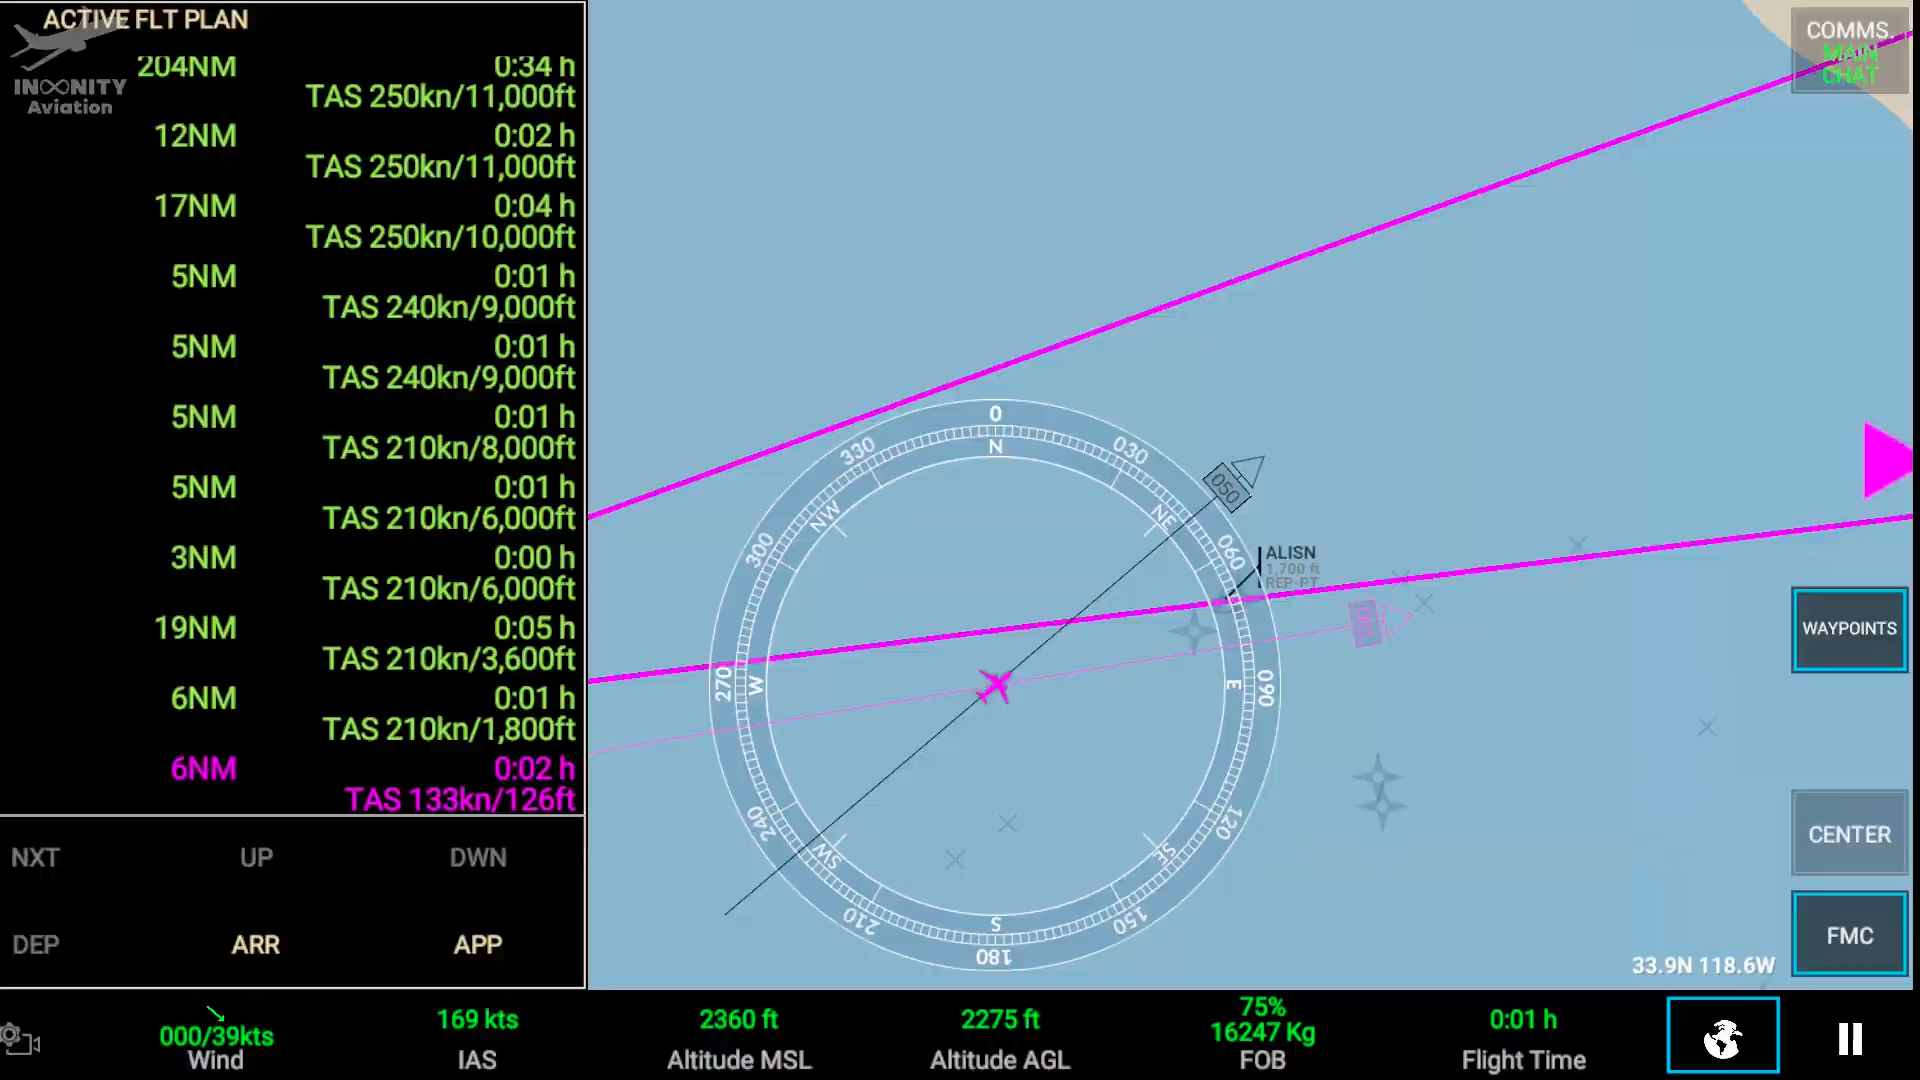 ACTIVE FLT PLAN
INOONITY
Aviation
204NM 0:34 h
TAS 250kn/11,000ft
12NM 0:02 h
TAS 250kn/11,000ft
17NM 0:04 h
TAS 250kn/10,000ft
5NM 0:01 h
TAS 240kn/9,000ft
5NM 0:01 h
TAS 240kn/9,000ft
5NM 0:01 h
TAS 210kn/8,000ft
5NM 0:01 h
TAS 210kn/6,000ft
3NM 0:00 h
TAS 210kn/6,000ft
19NM 0:05 h
TAS 210kn/3,600ft
6NM 0:01 h
TAS 210kn/1,800ft
6NM 0:02 h
TAS 133kn/126ft
NXT UP DWN
DEP ARR APP
COMMS.
MAIN
CHAT
0
N
030
050
NE
060
ALISN
1,700 ft
REP-PT
090
E
120
SE
150
180
S
210
SW
240
270
W
300
NW
330
WAYPOINTS
CENTER
FMC
33.9N 118.6W
000/39kts
Wind
169 kts
IAS
2360 ft
Altitude MSL
2275 ft
Altitude AGL
75%
16247 Kg
FOB
0:01 h
Flight Time